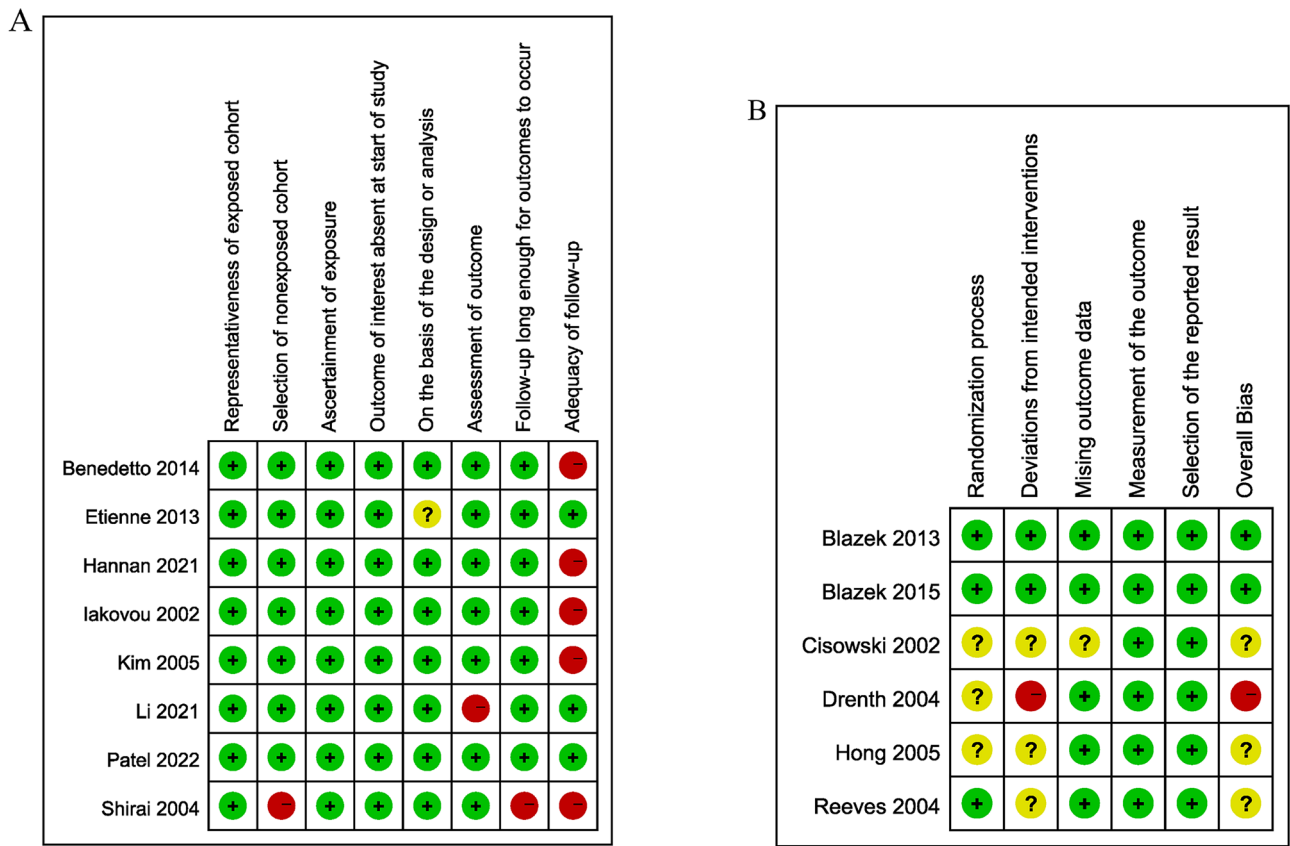 A
Representativeness of exposed cohort
Selection of nonexposed cohort
Ascertainment of exposure
Outcome of interest absent at start of study
On the basis of the design or analysis
Assessment of outcome
Follow-up long enough for outcomes to occur
Adequacy of follow-up
Benedetto 2014 + + + + + + + −
Etienne 2013 + + + + ? + + +
Hannan 2021 + + + + + + + −
Iakovou 2002 + + + + + + + −
Kim 2005 + + + + + + + −
Li 2021 + + + + + − + +
Patel 2022 + + + + + + + +
Shirai 2004 + − + + + + − −
B
Randomization process
Deviations from intended interventions
Mising outcome data
Measurement of the outcome
Selection of the reported result
Overall Bias
Blazek 2013 + + + + + +
Blazek 2015 + + + + + +
Cisowski 2002 ? ? ? + + ?
Drenth 2004 ? − + + + −
Hong 2005 ? ? + + + ?
Reeves 2004 + ? + + + ?